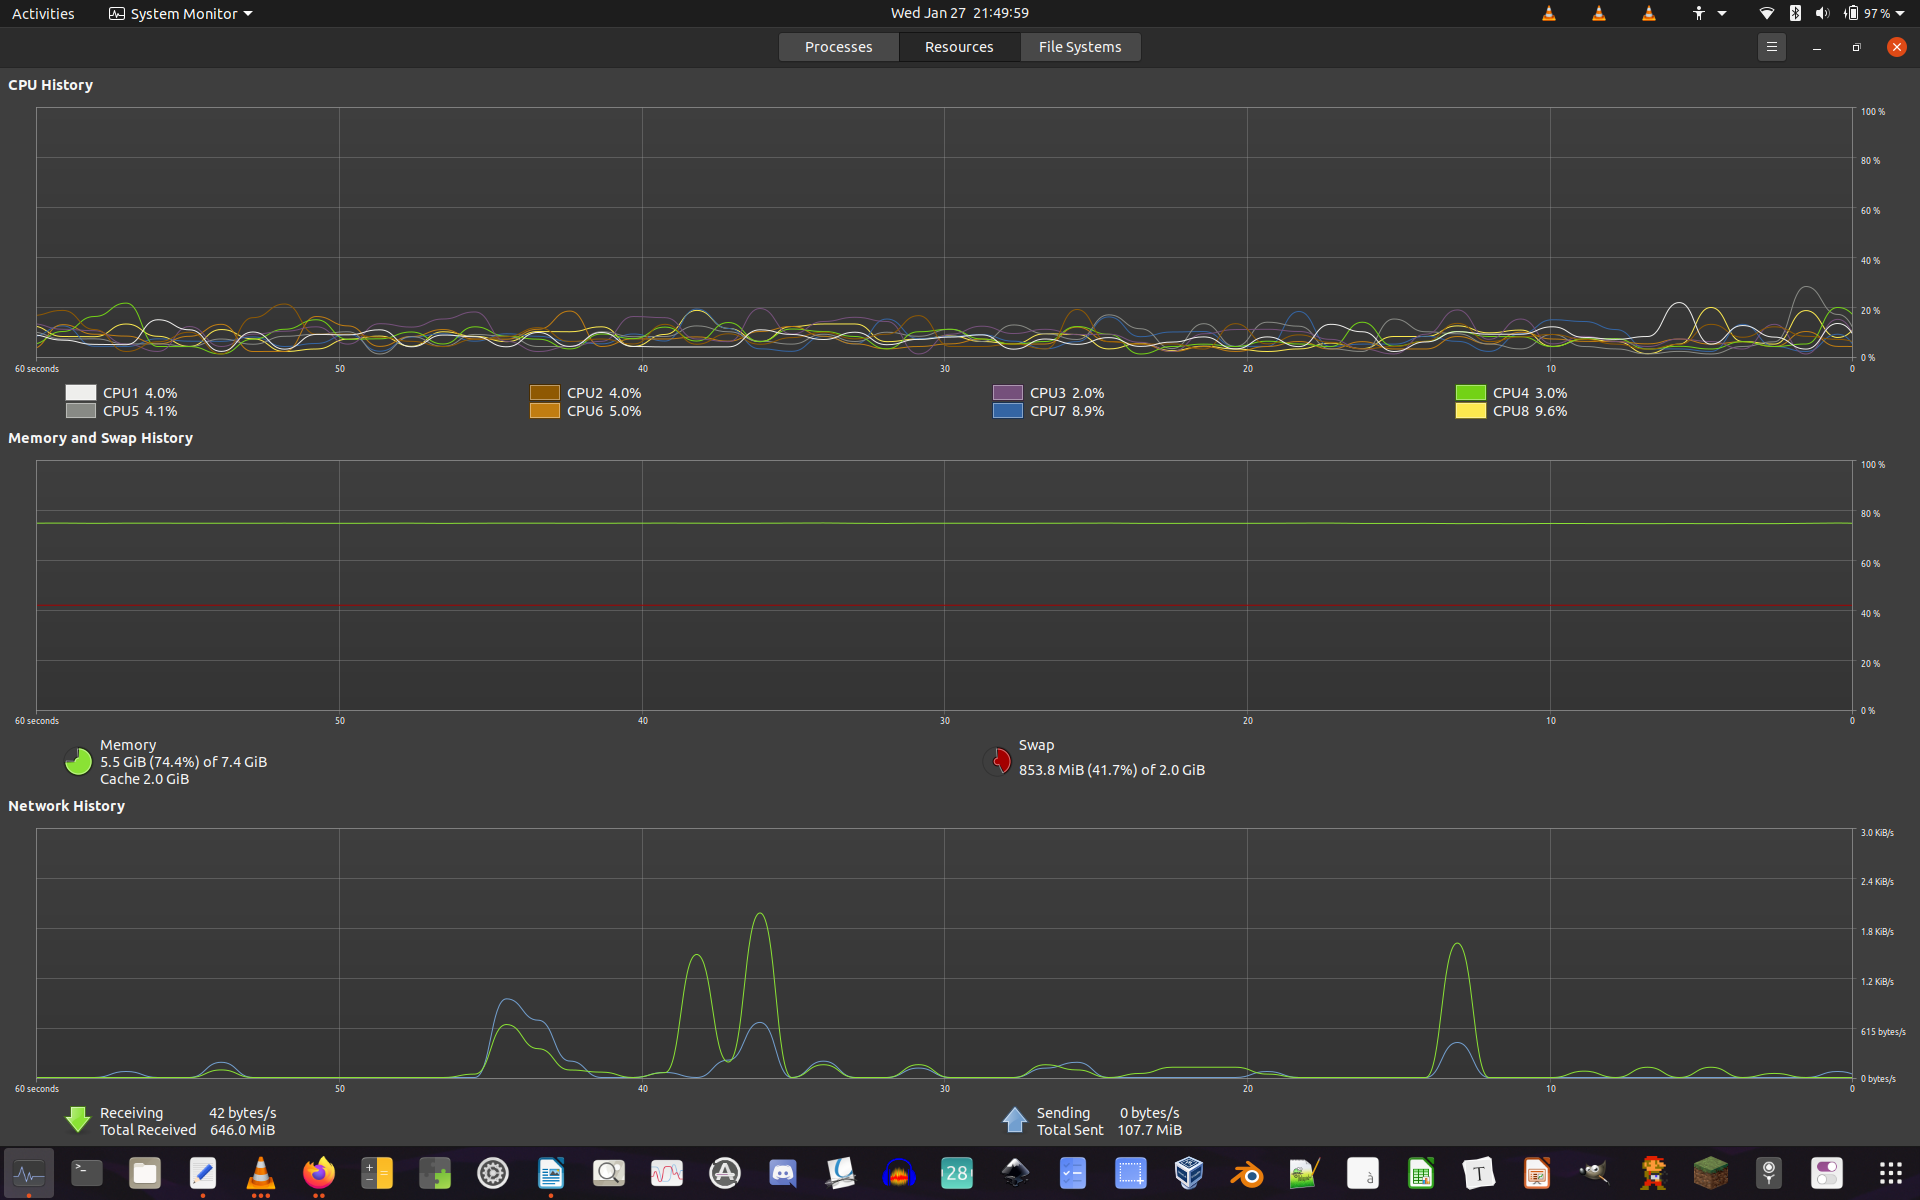 Activities System Monitor Wed Jan 27 21:49:59 97 %
Processes Resources File Systems
CPU History
100 %
80 %
60 %
40 %
20 %
0 %
60 seconds 50 40 30 20 10 0
CPU1 4.0% CPU2 4.0% CPU3 2.0% CPU4 3.0%
CPU5 4.1% CPU6 5.0% CPU7 8.9% CPU8 9.6%
Memory and Swap History
100 %
80 %
60 %
40 %
20 %
0 %
60 seconds 50 40 30 20 10 0
Memory
5.5 GiB (74.4%) of 7.4 GiB
Cache 2.0 GiB
Swap
853.8 MiB (41.7%) of 2.0 GiB
Network History
3.0 KiB/s
2.4 KiB/s
1.8 KiB/s
1.2 KiB/s
615 bytes/s
0 bytes/s
60 seconds 50 40 30 20 10 0
Receiving 42 bytes/s
Total Received 646.0 MiB
Sending 0 bytes/s
Total Sent 107.7 MiB
28 à T